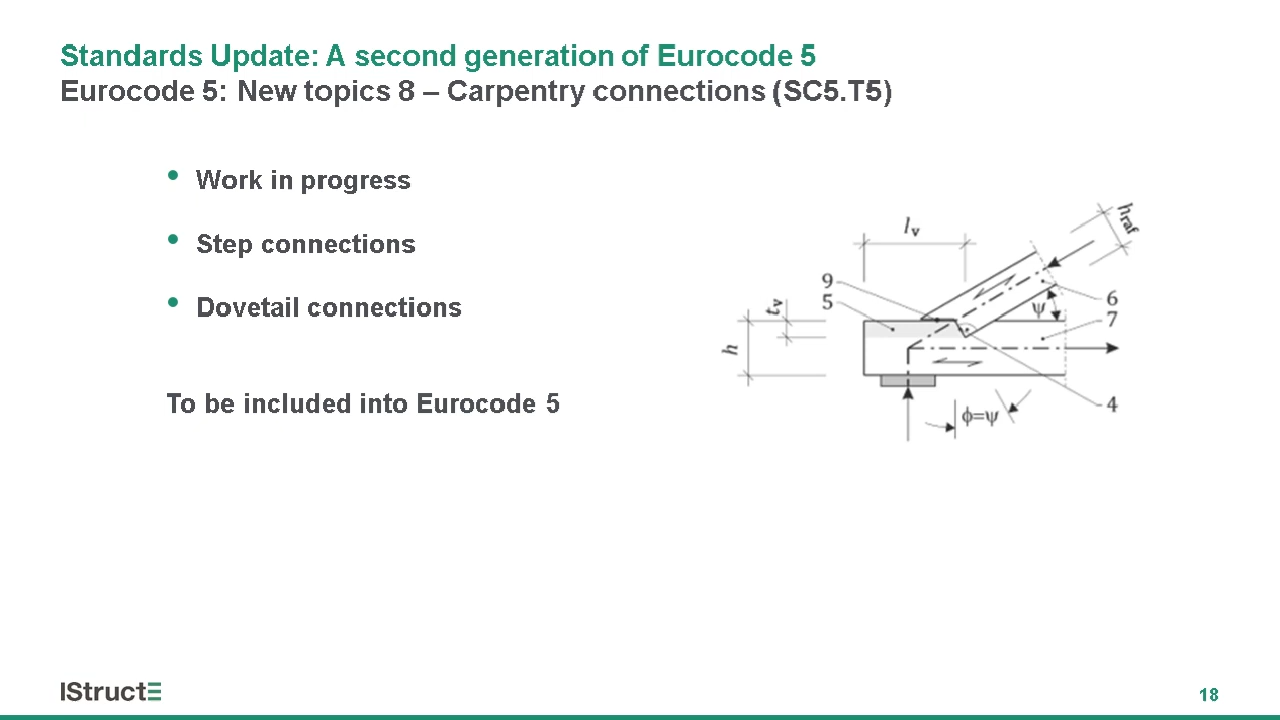 Standards Update: A second generation of Eurocode 5
Eurocode 5: New topics 8 – Carpentry connections (SC5.T5)
• Work in progress
• Step connections
• Dovetail connections
To be included into Eurocode 5
lv
hraf
9
5
tv
6
ψ
7
h
4
ϕ=ψ
IStructE
18